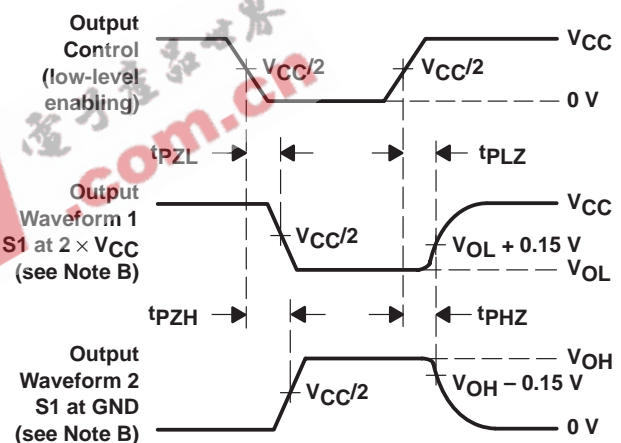 Output
Control
(low-level
enabling)
VCC
VCC/2
VCC/2
0 V
tPZL
tPLZ
Output
Waveform 1
S1 at 2 × VCC
(see Note B)
VCC
VCC/2
VOL + 0.15 V
VOL
tPZH
tPHZ
Output
Waveform 2
S1 at GND
(see Note B)
VOH
VCC/2
VOH − 0.15 V
0 V
.com.cn